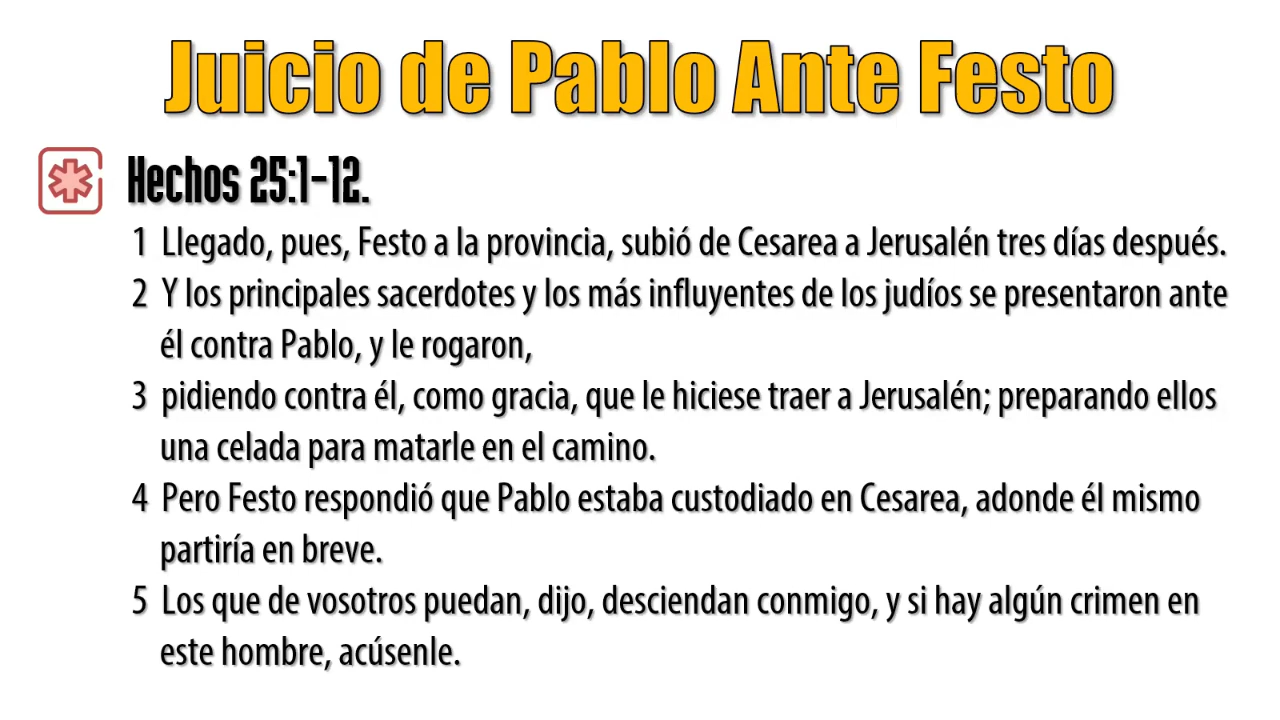 Juicio de Pablo Ante Festo
Hechos 25:1-12.
1 Llegado, pues, Festo a la provincia, subió de Cesarea a Jerusalén tres días después.
2 Y los principales sacerdotes y los más influyentes de los judíos se presentaron ante
él contra Pablo, y le rogaron,
3 pidiendo contra él, como gracia, que le hiciese traer a Jerusalén; preparando ellos
una celada para matarle en el camino.
4 Pero Festo respondió que Pablo estaba custodiado en Cesarea, adonde él mismo
partiría en breve.
5 Los que de vosotros puedan, dijo, desciendan conmigo, y si hay algún crimen en
este hombre, acúsenle.